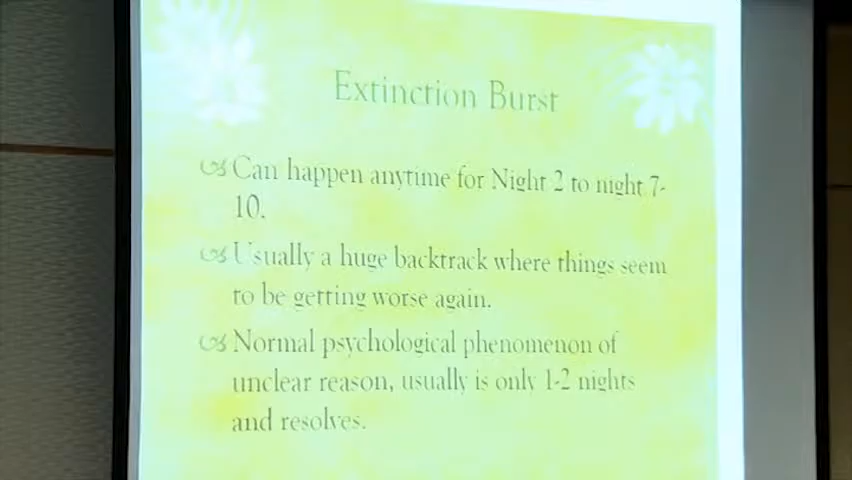 Extinction Burst
Can happen anytime for Night 2 to night 7-
10.
Usually a huge backtrack where things seem
to be getting worse again.
Normal psychological phenomenon of
unclear reason, usually is only 1-2 nights
and resolves.